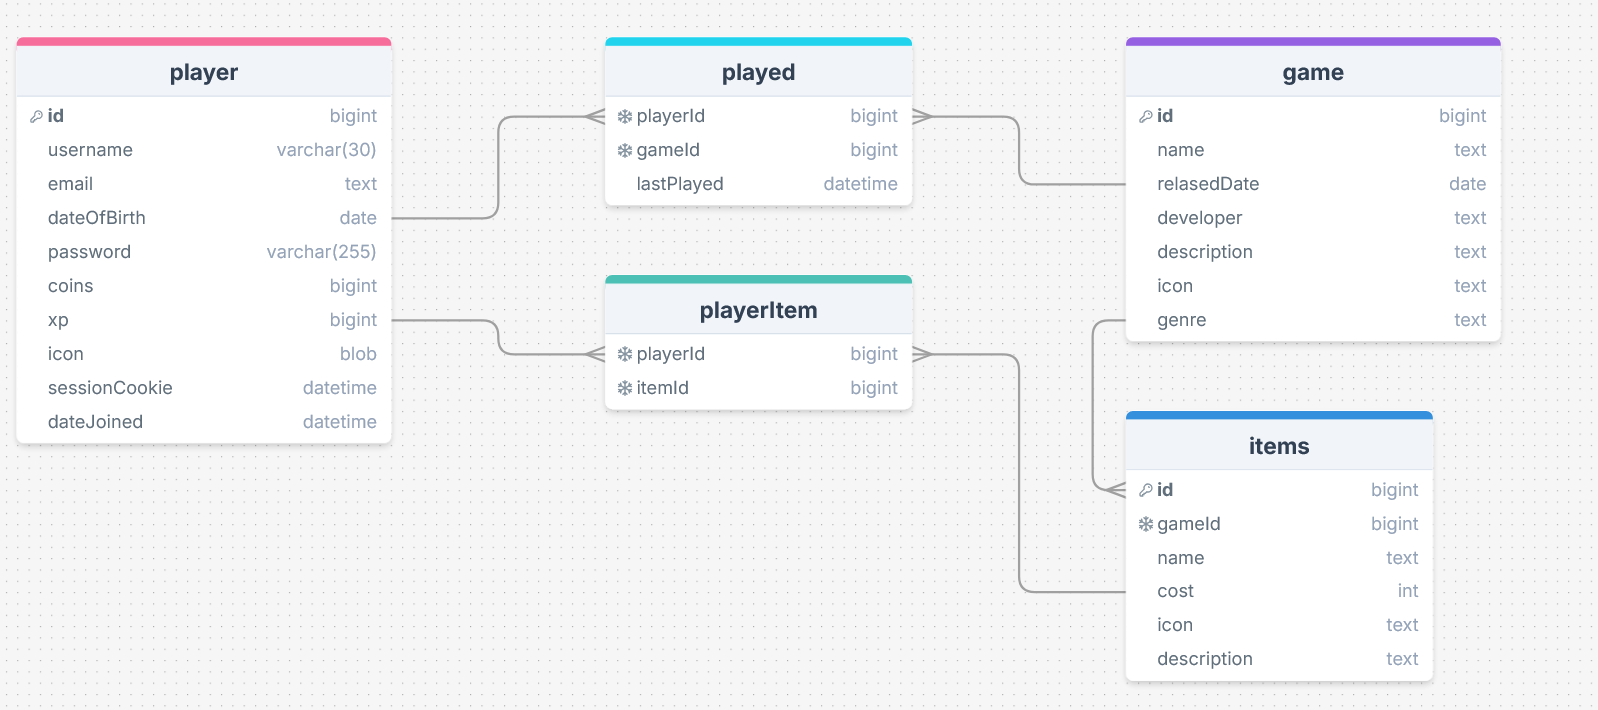 player
id bigint
username varchar(30)
email text
dateOfBirth date
password varchar(255)
coins bigint
xp bigint
icon blob
sessionCookie datetime
dateJoined datetime
played
playerId bigint
gameId bigint
lastPlayed datetime
playerItem
playerId bigint
itemId bigint
game
id bigint
name text
relasedDate date
developer text
description text
icon text
genre text
items
id bigint
gameId bigint
name text
cost int
icon text
description text